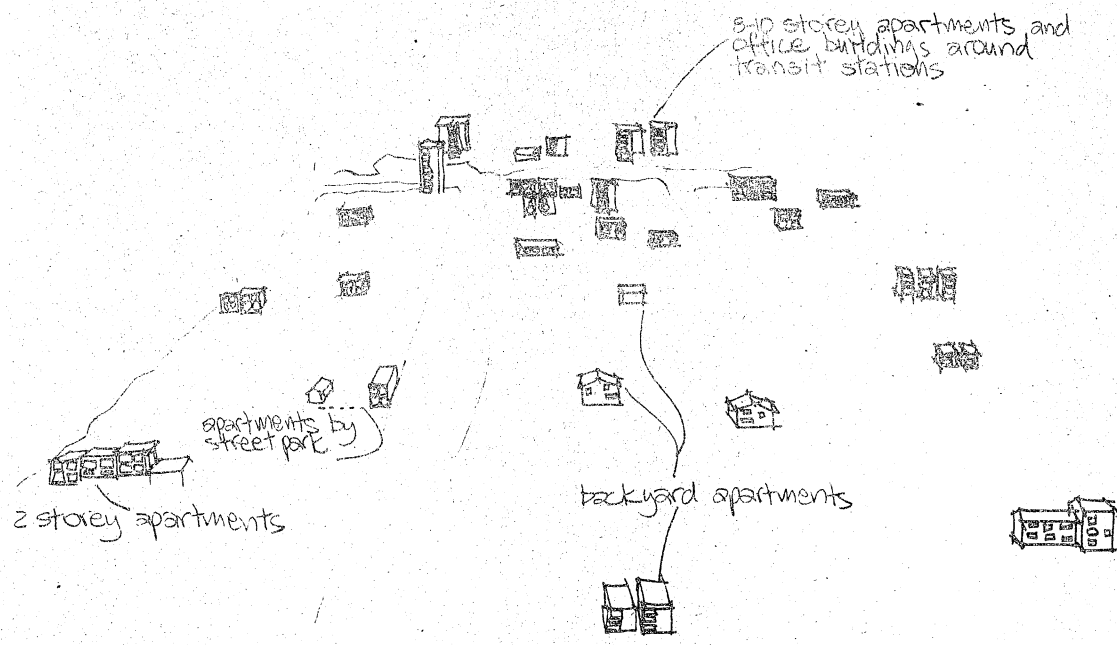 8-10 storey apartments and
office buildings around
transit stations
apartments by
street park
2 storey apartments
backyard apartments